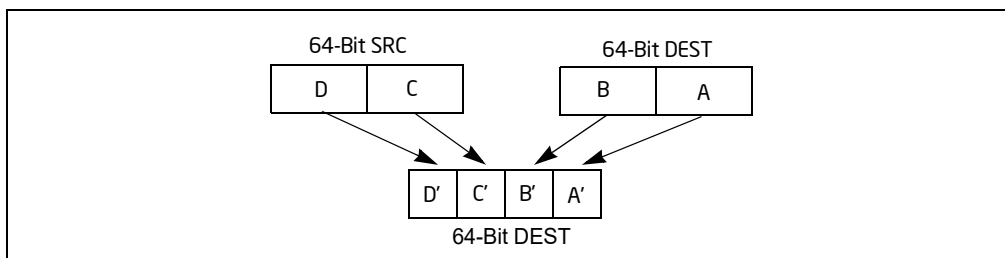 64-Bit SRC
64-Bit DEST
D C
B A
D’ C’ B’ A’
64-Bit DEST